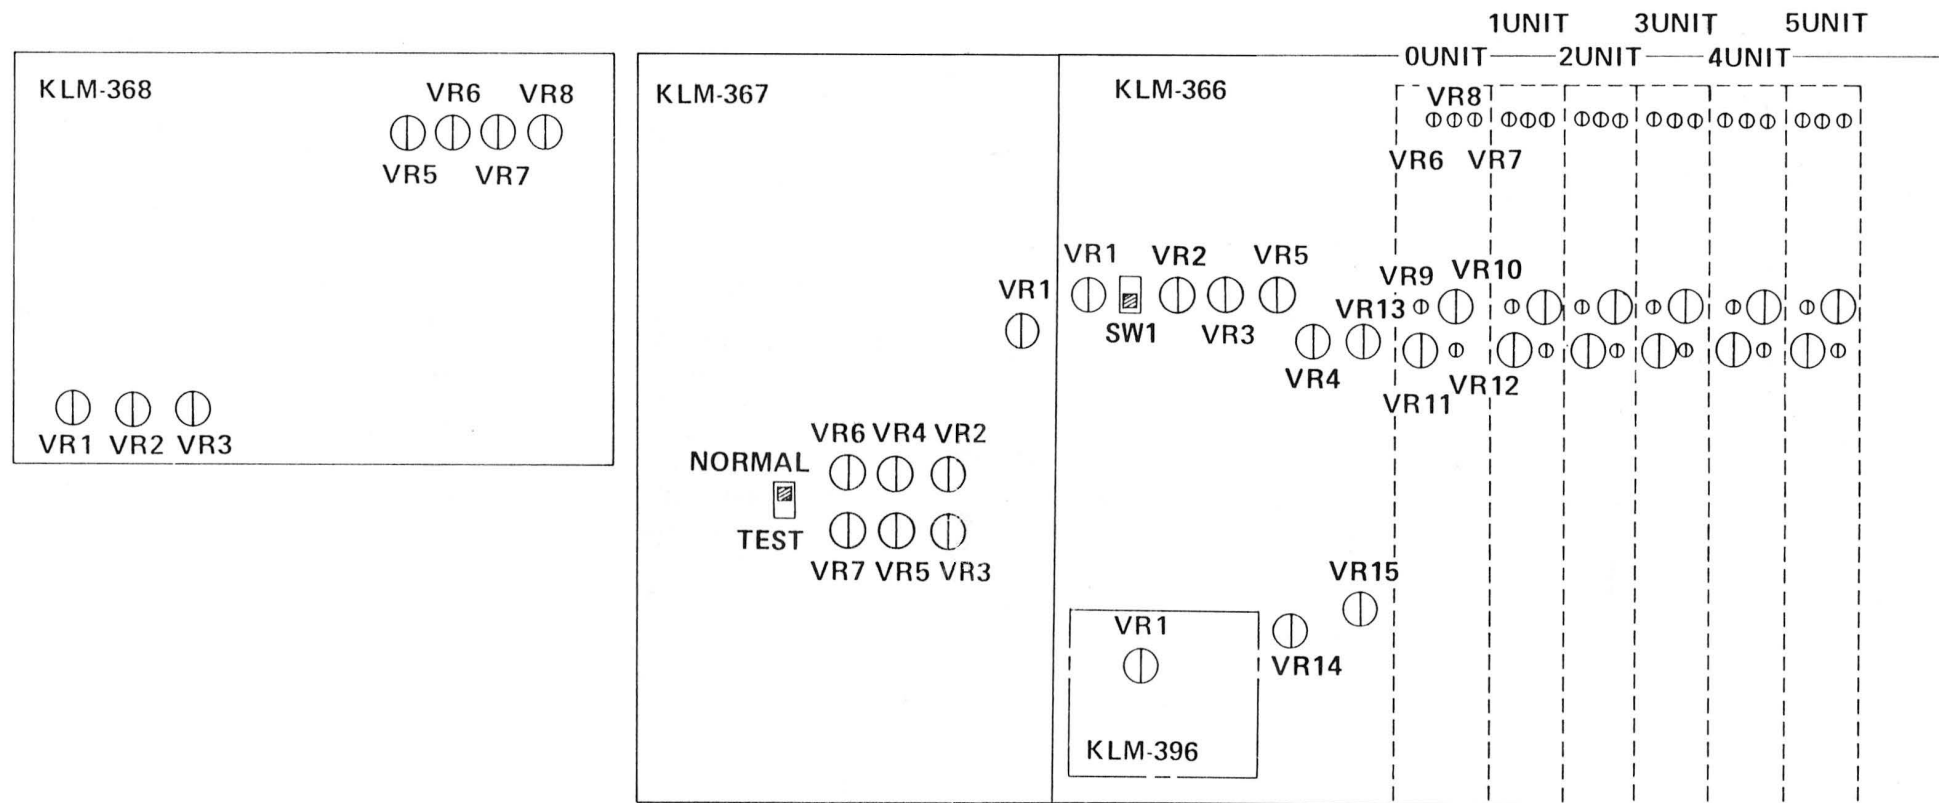 1UNIT 3UNIT 5UNIT
0UNIT 2UNIT 4UNIT
KLM-368
VR6 VR8
VR5 VR7
VR1 VR2 VR3
KLM-367
VR1
VR6 VR4 VR2
NORMAL
TEST
VR7 VR5 VR3
KLM-366
VR8
VR6 VR7
VR1 VR2 VR5
SW1 VR3
VR9 VR10
VR13
VR4
VR12
VR11
VR15
VR14
VR1
KLM-396